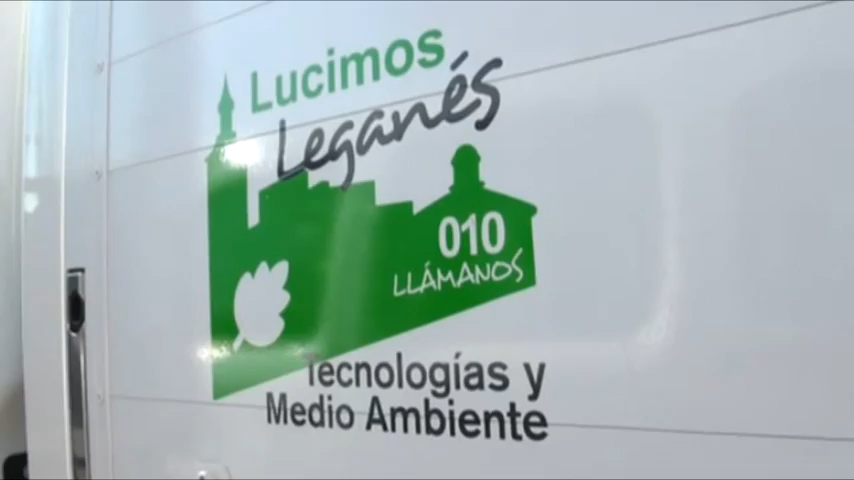 Lucimos
Leganés
010
LLÁMANOS
Tecnologías y
Medio Ambiente